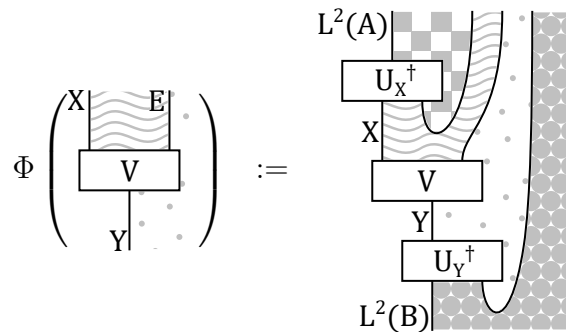 L²(A)
U_X†
X E
X
Φ V := V
Y
Y
U_Y†
L²(B)